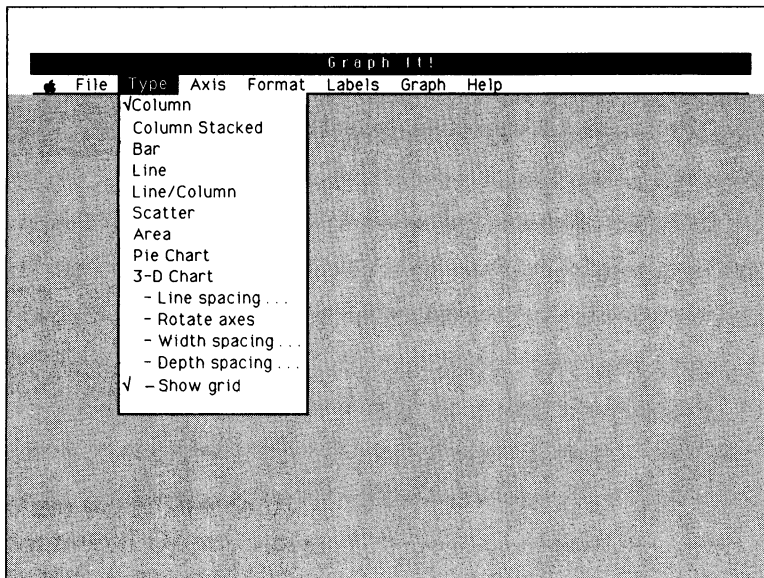 Graph It!
File Type Axis Format Labels Graph Help
√Column
Column Stacked
Bar
Line
Line/Column
Scatter
Area
Pie Chart
3-D Chart
- Line spacing...
- Rotate axes
- Width spacing...
- Depth spacing...
√ - Show grid